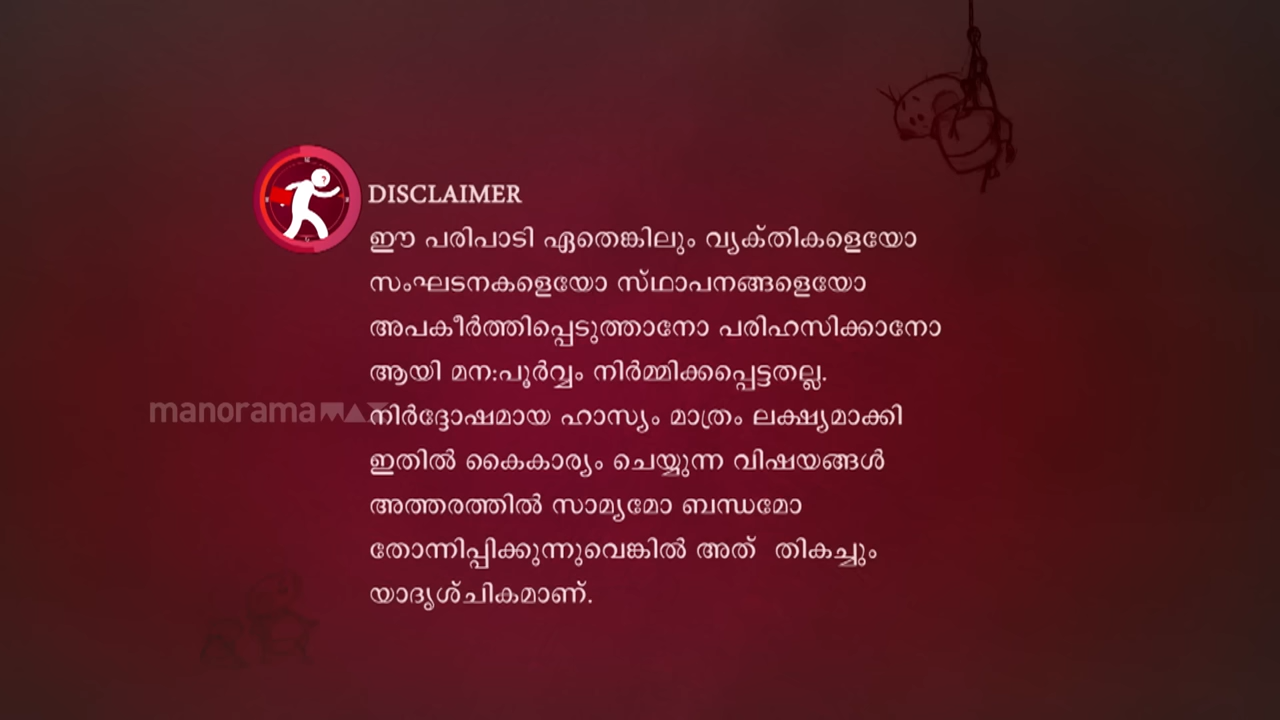 DISCLAIMER
ഈ പരിപാടി ഏതെങ്കിലും വ്യക്തികളെയോ
സംഘടനകളെയോ സ്ഥാപനങ്ങളെയോ
അപകീർത്തിപ്പെടുത്താനോ പരിഹസിക്കാനോ
ആയി മന:പൂർവ്വം നിർമ്മിക്കപ്പെട്ടതല്ല.
manoramaMAX
നിർദ്ദോഷമായ ഹാസ്യം മാത്രം ലക്ഷ്യമാക്കി
ഇതിൽ കൈകാര്യം ചെയ്യുന്ന വിഷയങ്ങൾ
അത്തരത്തിൽ സാമ്യമോ ബന്ധമോ
തോന്നിപ്പിക്കുന്നുവെങ്കിൽ അത് തികച്ചും
യാദൃശ്ചികമാണ്.